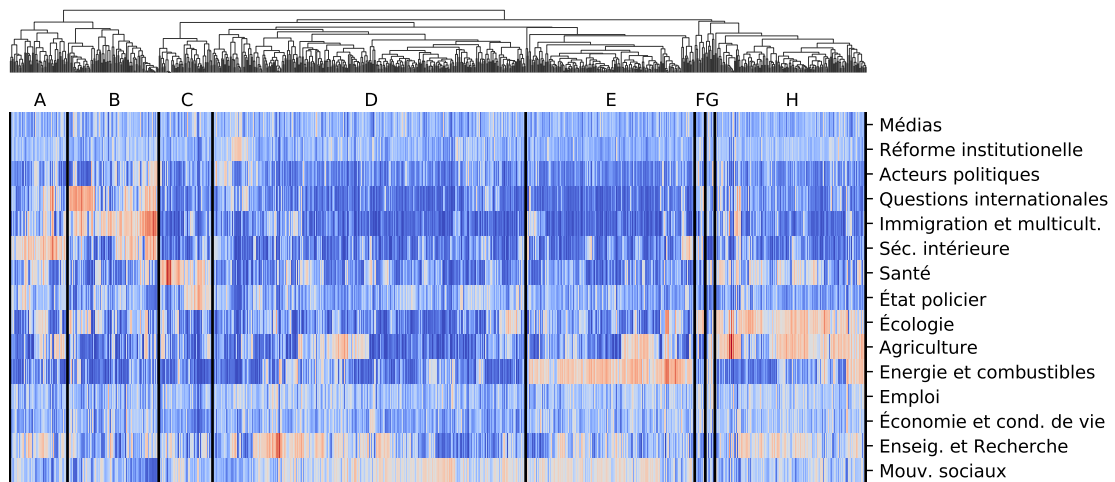 A B C D E FG H
Médias
Réforme institutionelle
Acteurs politiques
Questions internationales
Immigration et multicult.
Séc. intérieure
Santé
État policier
Écologie
Agriculture
Energie et combustibles
Emploi
Économie et cond. de vie
Enseig. et Recherche
Mouv. sociaux